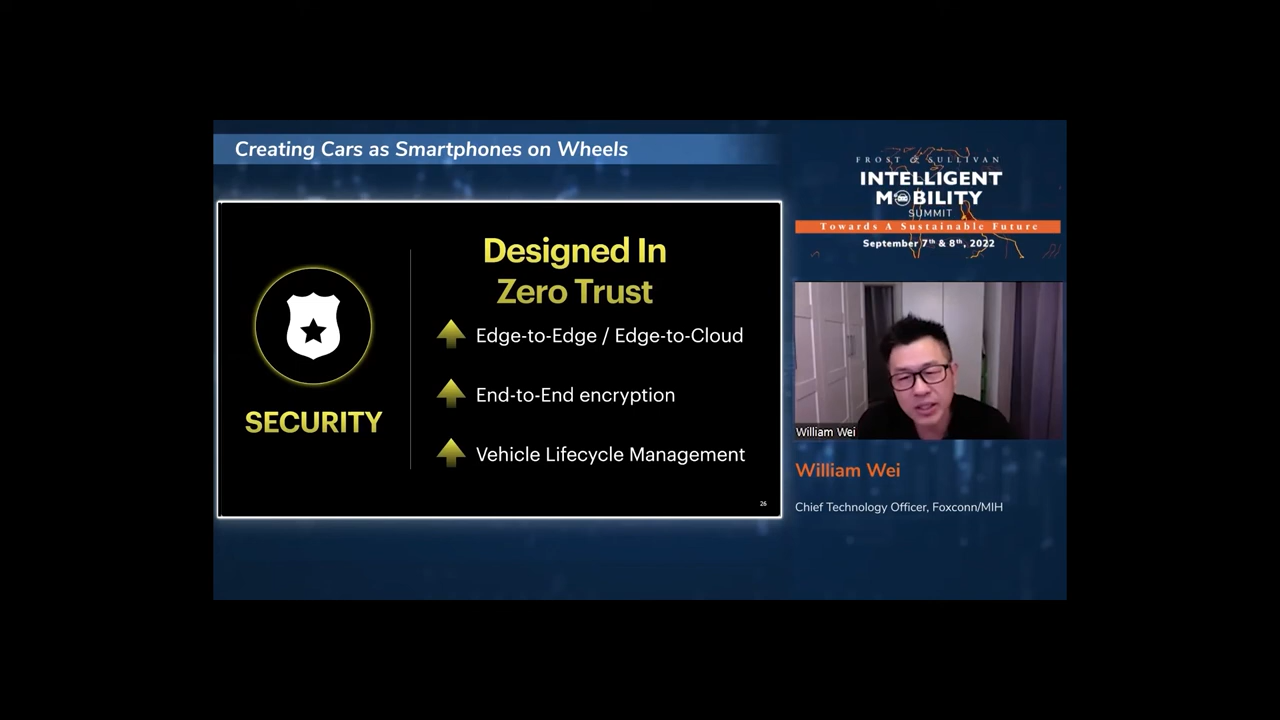 Creating Cars as Smartphones on Wheels
FROST & SULLIVAN
INTELLIGENT
MOBILITY
SUMMIT
Towards A Sustainable Future
September 7th & 8th, 2022
Designed In
Zero Trust
Edge-to-Edge / Edge-to-Cloud
End-to-End encryption
Vehicle Lifecycle Management
SECURITY
26
William Wei
William Wei
Chief Technology Officer, Foxconn/MIH